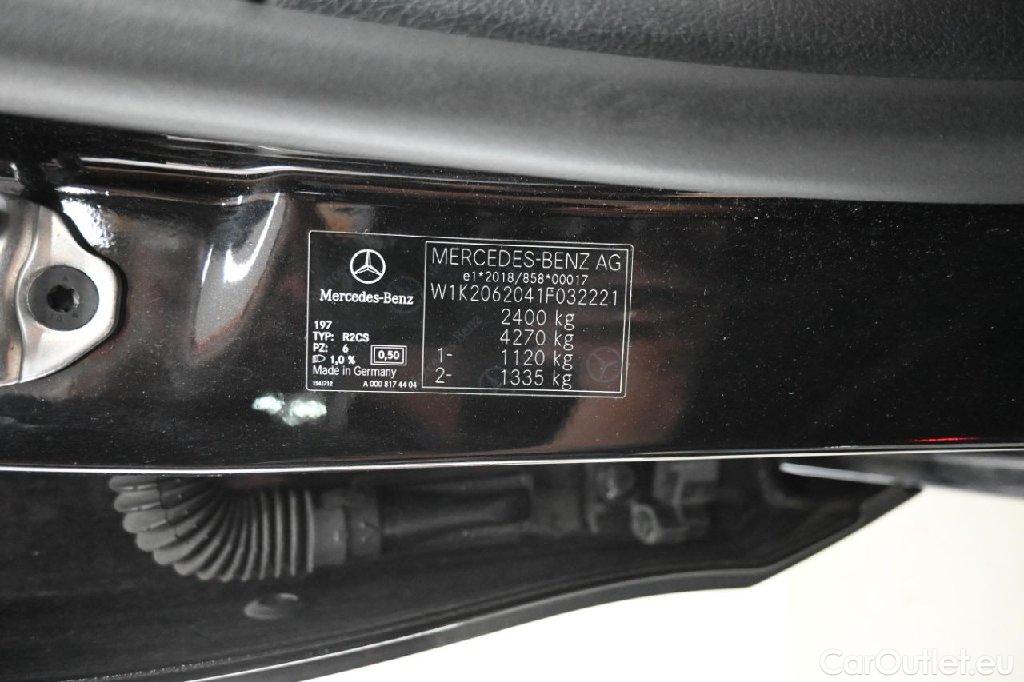 Mercedes-Benz
197
TYP: R2CS
PZ: 6
1,0 % 0,50
Made in Germany
A 000 817 44 04
MERCEDES-BENZ AG
e1*2018/858*00017
W1K2062041F032221
2400 kg
4270 kg
1- 1120 kg
2- 1335 kg
CarOutlet.eu